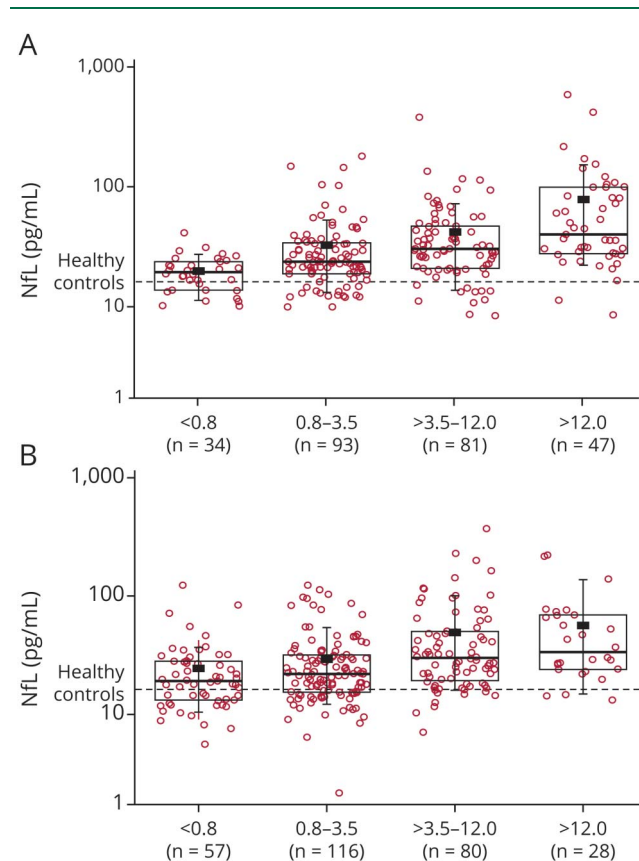 A
1,000
100
Healthy
controls
10
1
NfL (pg/mL)
<0.8
0.8–3.5
>3.5–12.0
>12.0
(n = 34)
(n = 93)
(n = 81)
(n = 47)
B
1,000
100
Healthy
controls
10
1
NfL (pg/mL)
<0.8
0.8–3.5
>3.5–12.0
>12.0
(n = 57)
(n = 116)
(n = 80)
(n = 28)